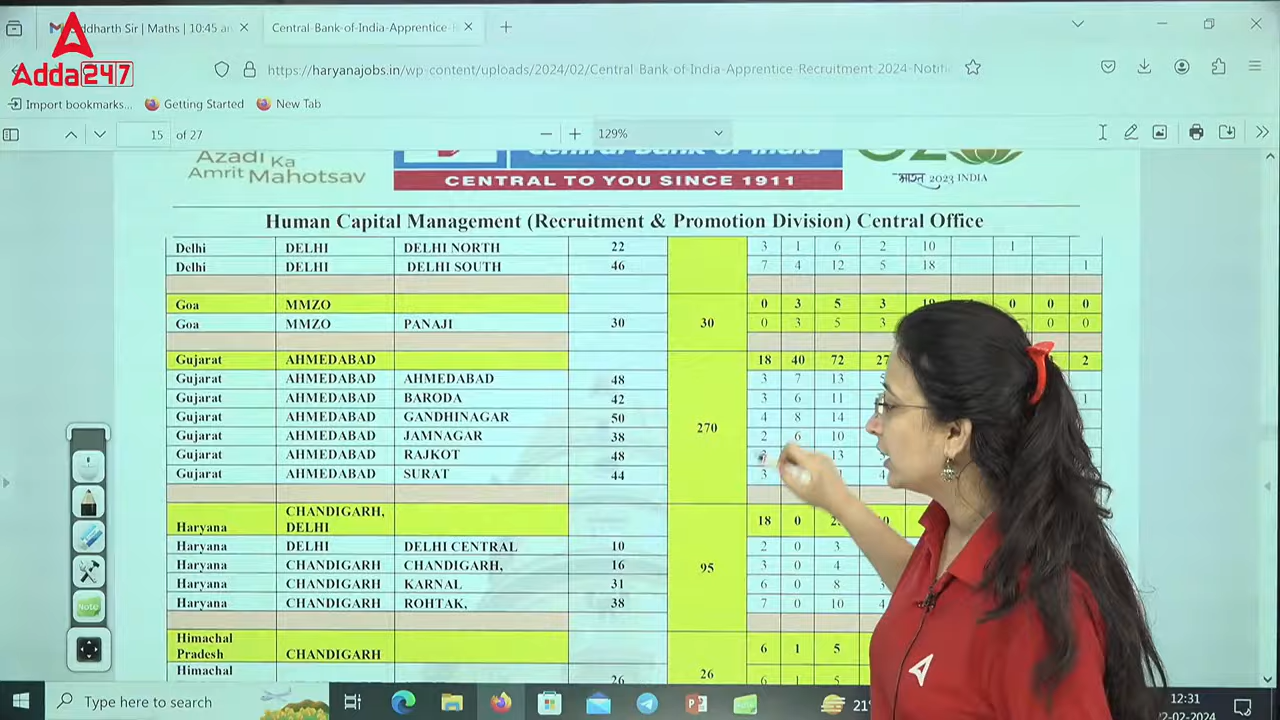 Siddharth Sir | Maths | 10:45 an
Central-Bank-of-India-Apprentice-
Adda247
https://haryanajobs.in/wp-content/uploads/2024/02/Central-Bank-of-India-Apprentice-Recruitment-2024-Notifi
Import bookmarks... Getting Started New Tab
15 of 27 129%
Azadi Ka
Amrit Mahotsav
Central Bank of India
CENTRAL TO YOU SINCE 1911
भारत 2023 INDIA
Human Capital Management (Recruitment & Promotion Division) Central Office
Delhi DELHI DELHI NORTH 22 3 1 6 2 10 1
Delhi DELHI DELHI SOUTH 46 7 4 12 5 18 1
Goa MMZO 0 3 5 3 0 0 0
Goa MMZO PANAJI 30 30 0 3 5 3 0 0
Gujarat AHMEDABAD 18 40 72 27 2
Gujarat AHMEDABAD AHMEDABAD 48 3 7 13
Gujarat AHMEDABAD BARODA 42 3 6 11 1
Gujarat AHMEDABAD GANDHINAGAR 50 4 8 14
270
Gujarat AHMEDABAD JAMNAGAR 38 2 6 10
Gujarat AHMEDABAD RAJKOT 48 13
Gujarat AHMEDABAD SURAT 44 3 4
Haryana CHANDIGARH, DELHI 18 0
Haryana DELHI DELHI CENTRAL 10 2 0 3
Haryana CHANDIGARH CHANDIGARH, 16 95 3 0 4
Haryana CHANDIGARH KARNAL 31 6 0 8
Haryana CHANDIGARH ROHTAK, 38 7 0 10 4
Himachal Pradesh CHANDIGARH 6 1 5
Himachal 26 26 6 1 5
Note
Type here to search 21°
12:31
02-02-2024